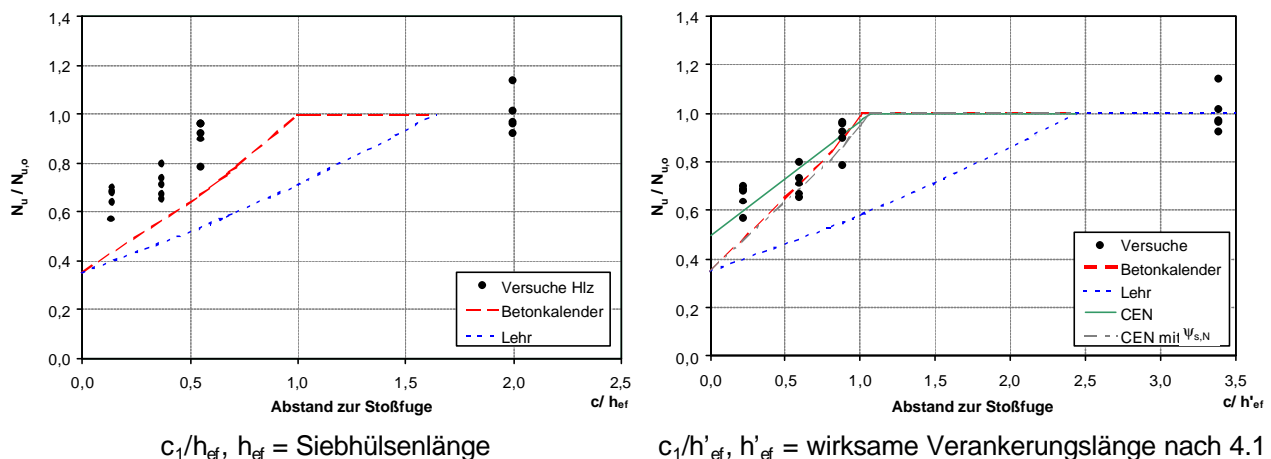 1,4
1,2
1,0
0,8
0,6
0,4
0,2
0,0
N_u / N_u,o
0,0 0,5 1,0 1,5 2,0 2,5
Abstand zur Stoßfuge
c/ h_ef
Versuche Hlz
Betonkalender
Lehr
c₁/h_ef, h_ef = Siebhülsenlänge
1,4
1,2
1,0
0,8
0,6
0,4
0,2
0,0
N_u / N_u,o
0,0 0,5 1,0 1,5 2,0 2,5 3,0 3,5
Abstand zur Stoßfuge
c/ h'_ef
Versuche
Betonkalender
Lehr
CEN
CEN mit Ψ_s,N
c₁/h’_ef, h’_ef = wirksame Verankerungslänge nach 4.1